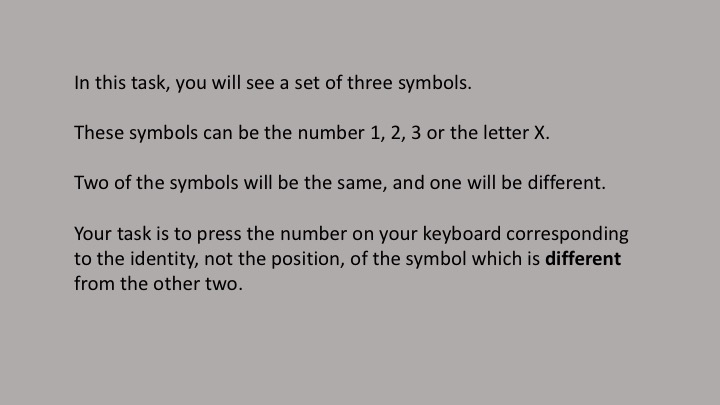 In this task, you will see a set of three symbols.
These symbols can be the number 1, 2, 3 or the letter X.
Two of the symbols will be the same, and one will be different.
Your task is to press the number on your keyboard corresponding
to the identity, not the position, of the symbol which is different
from the other two.